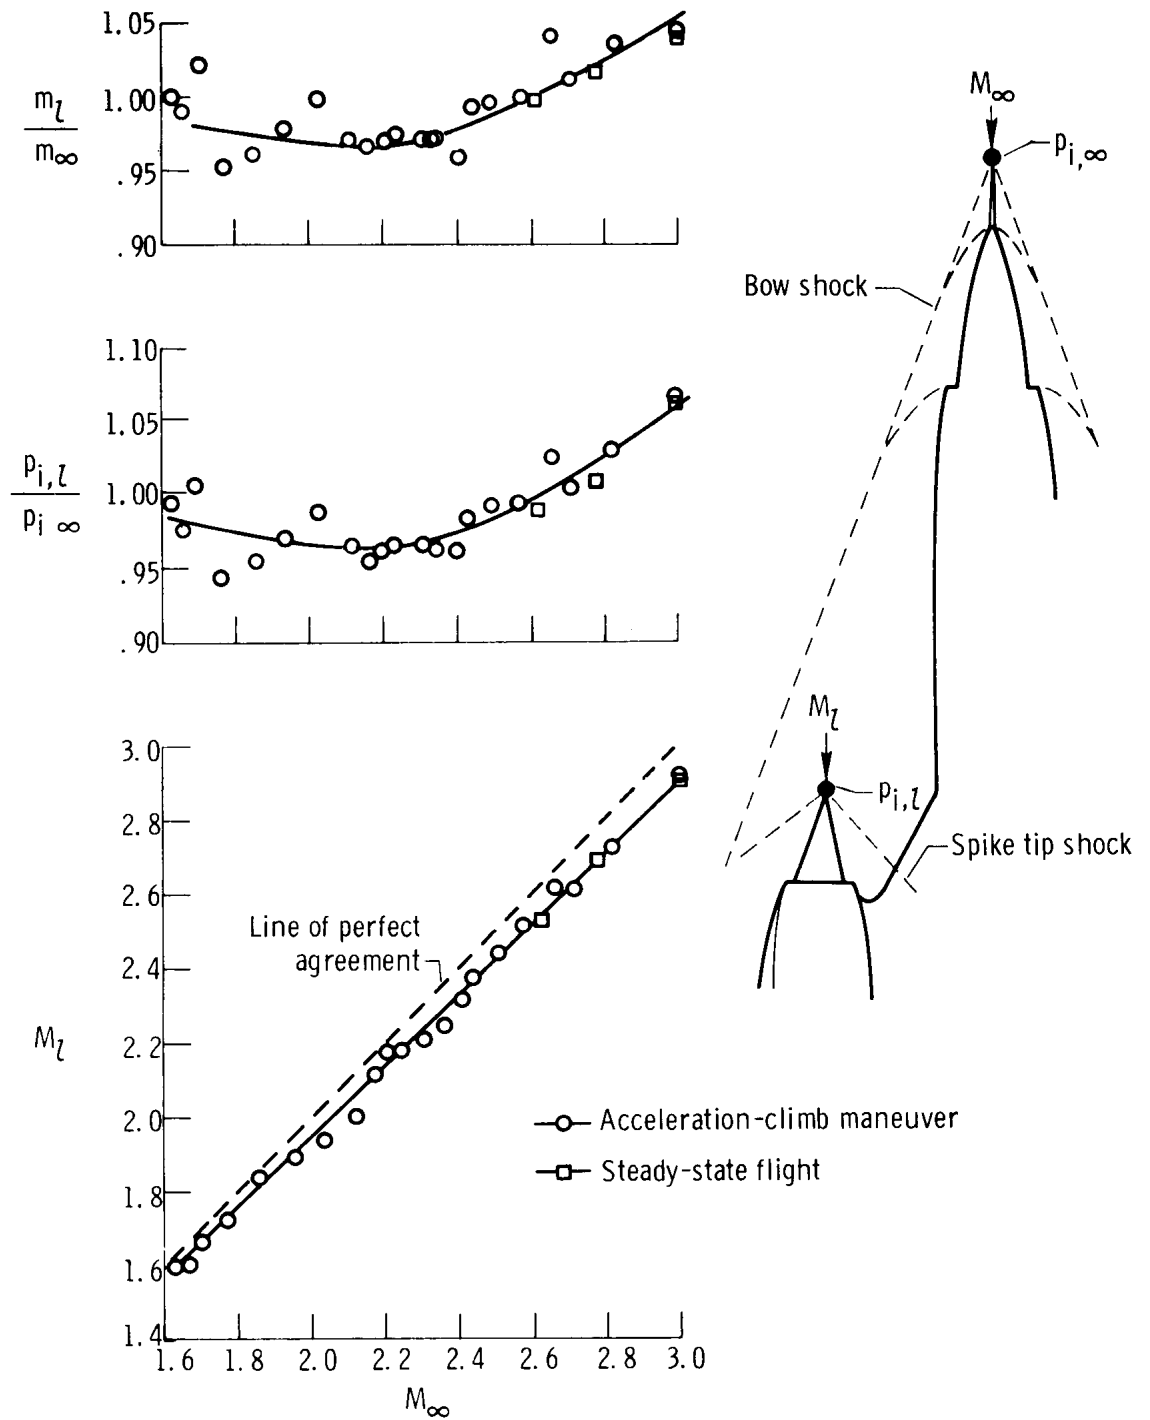 1.05
1.00
.95
.90
m_l
m_∞
1.10
1.05
1.00
.95
.90
p_i,l
p_i ∞
3.0
2.8
2.6
2.4
2.2
2.0
1.8
1.6
1.4
M_l
Line of perfect
agreement
1.6 1.8 2.0 2.2 2.4 2.6 2.8 3.0
M_∞
Acceleration-climb maneuver
Steady-state flight
M_∞
p_i,∞
Bow shock
M_l
p_i,l
Spike tip shock